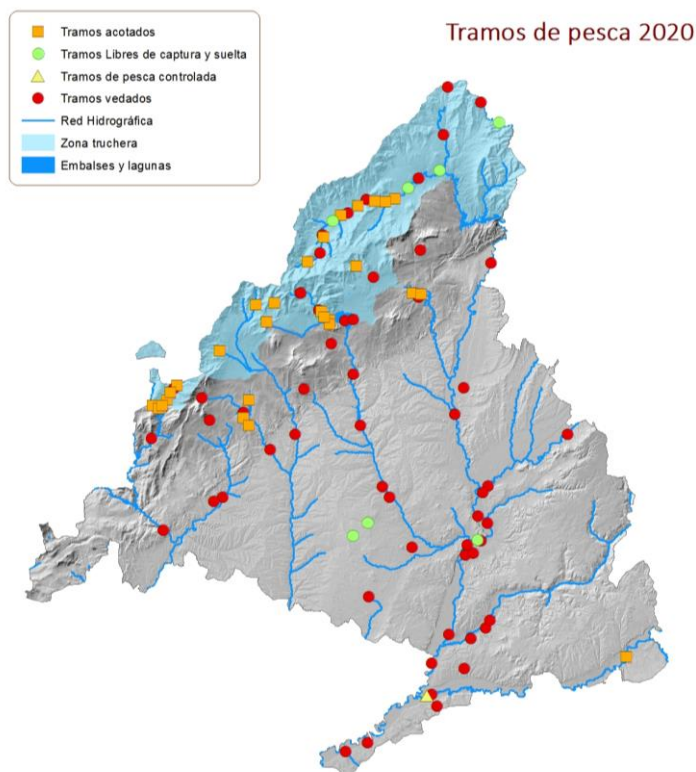 Tramos de pesca 2020
Tramos acotados
Tramos Libres de captura y suelta
Tramos de pesca controlada
Tramos vedados
Red Hidrográfica
Zona truchera
Embalses y lagunas